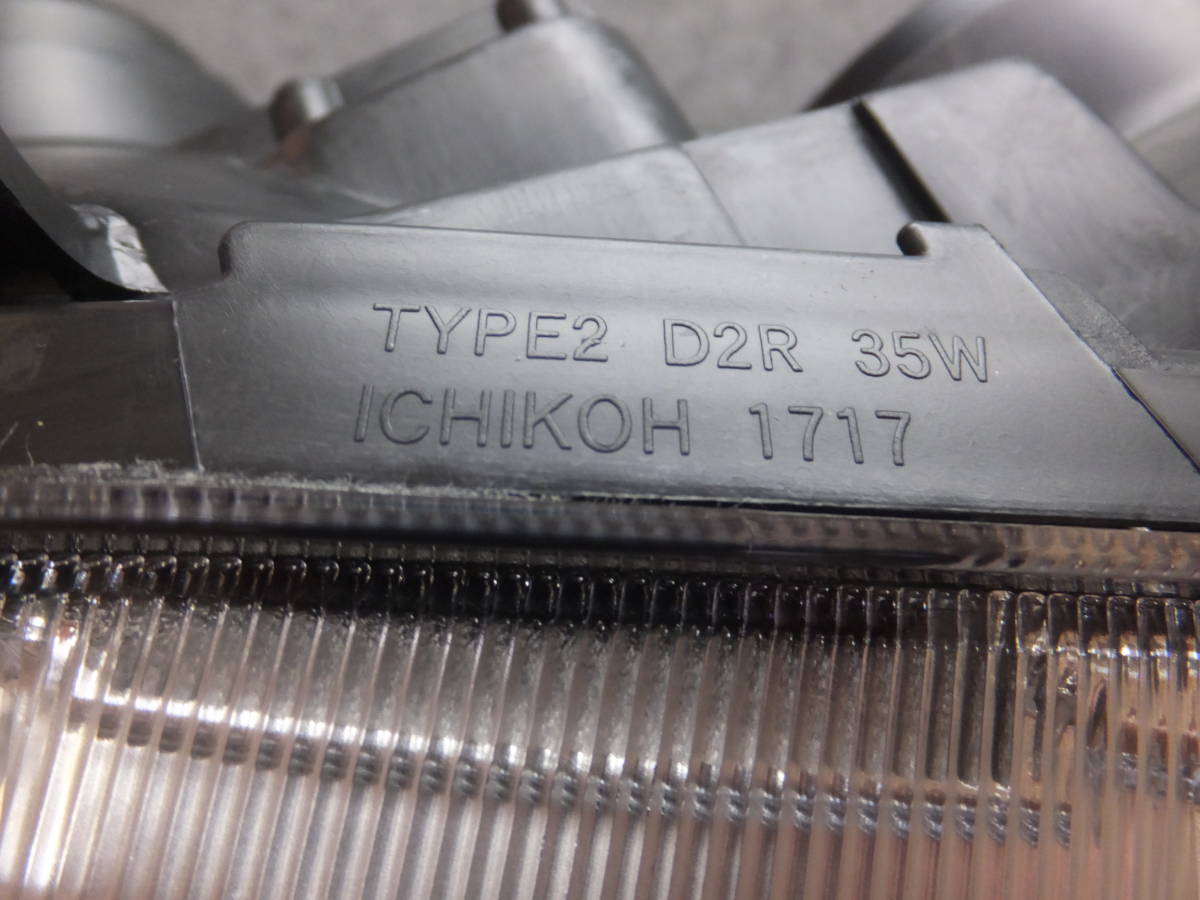 TYPE2 D2R 35W
ICHIKOH 1717